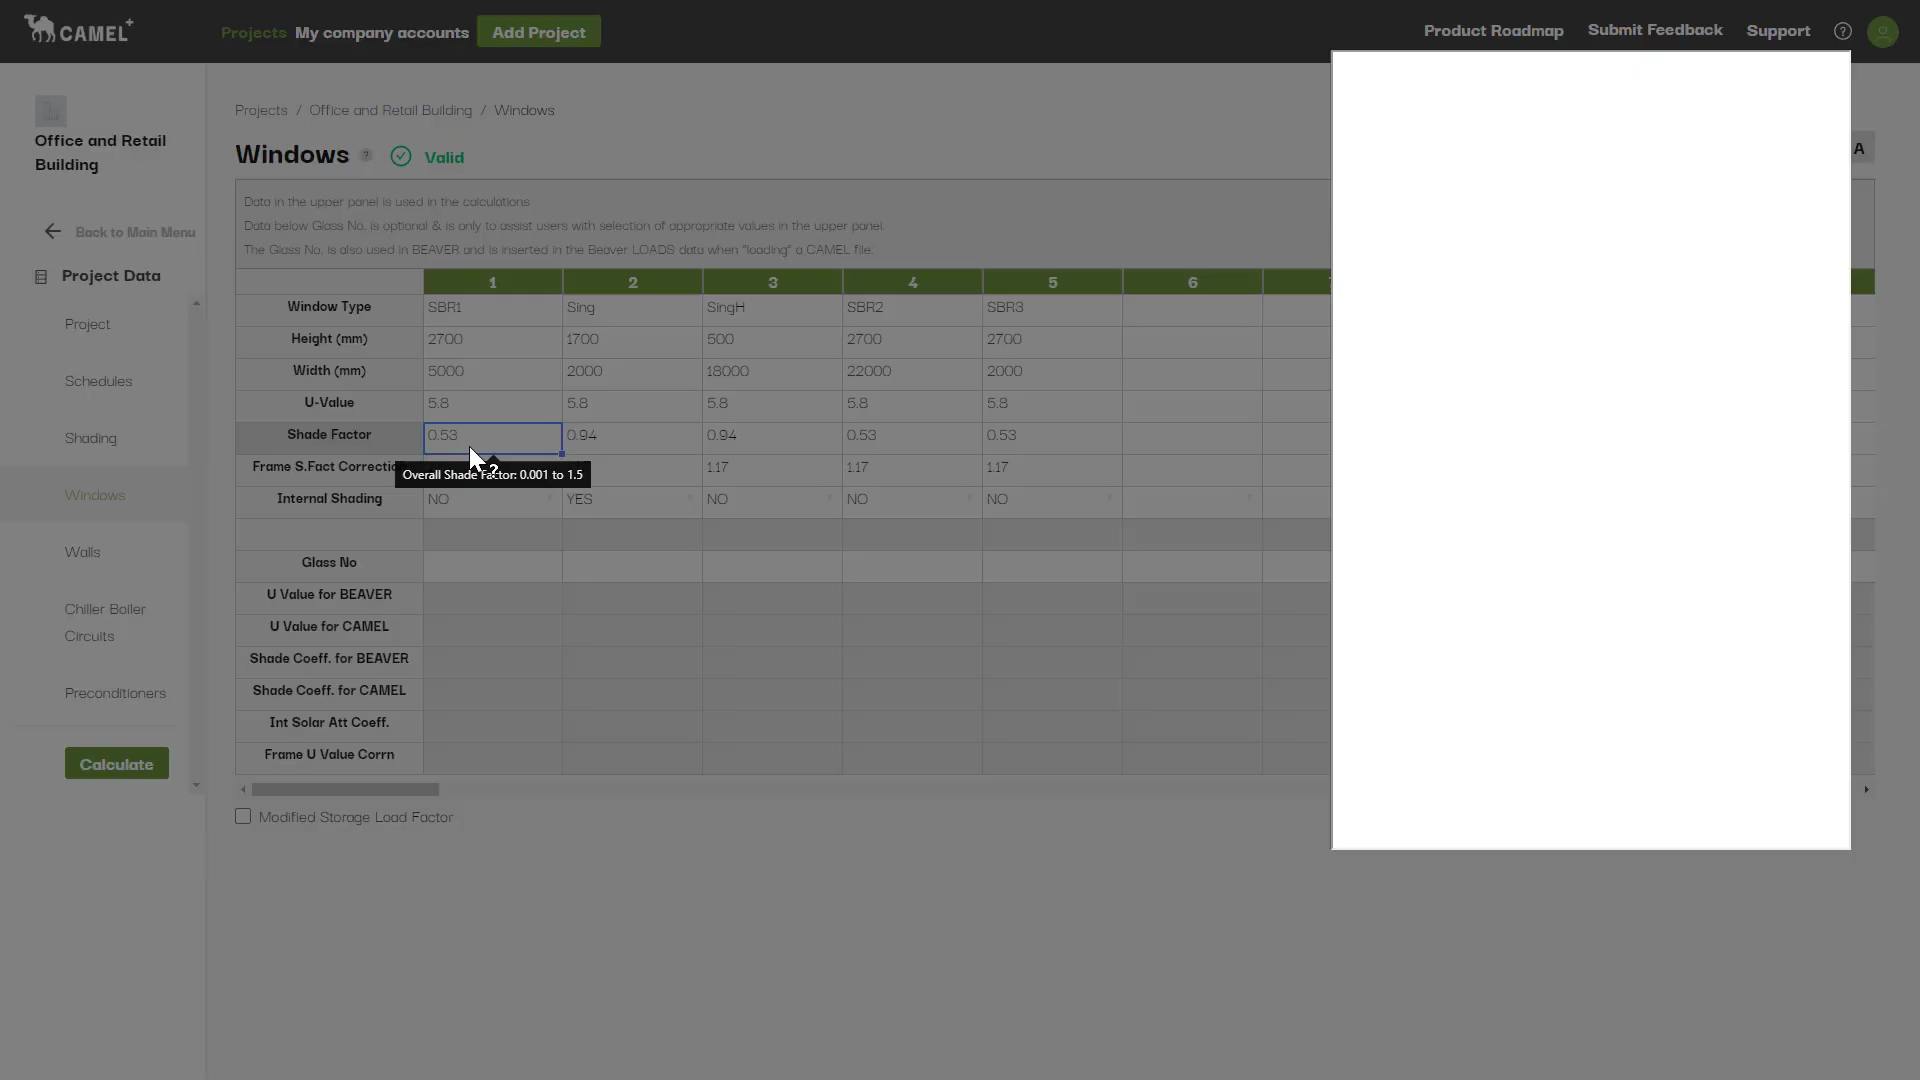 CAMEL+
Projects My company accounts Add Project
Product Roadmap Submit Feedback Support ?
Office and Retail
Building
Back to Main Menu
Project Data
Project
Schedules
Shading
Windows
Walls
Chiller Boiler
Circuits
Preconditioners
Calculate
Projects / Office and Retail Building / Windows
Windows ? Valid
A
Data in the upper panel is used in the calculations
Data below Glass No. is optional & is only to assist users with selection of appropriate values in the upper panel.
The Glass No. is also used in BEAVER and is inserted in the Beaver LOADS data when "loading" a CAMEL file.
1 2 3 4 5 6
Window Type SBR1 Sing SingH SBR2 SBR3
Height (mm) 2700 1700 500 2700 2700
Width (mm) 5000 2000 18000 22000 2000
U-Value 5.8 5.8 5.8 5.8 5.8
Shade Factor 0.53 0.94 0.94 0.53 0.53
Frame S.Fact Correctio 1.17 1.17 1.17
Overall Shade Factor: 0.001 to 1.5
Internal Shading NO YES NO NO NO
Glass No
U Value for BEAVER
U Value for CAMEL
Shade Coeff. for BEAVER
Shade Coeff. for CAMEL
Int Solar Att Coeff.
Frame U Value Corrn
Modified Storage Load Factor